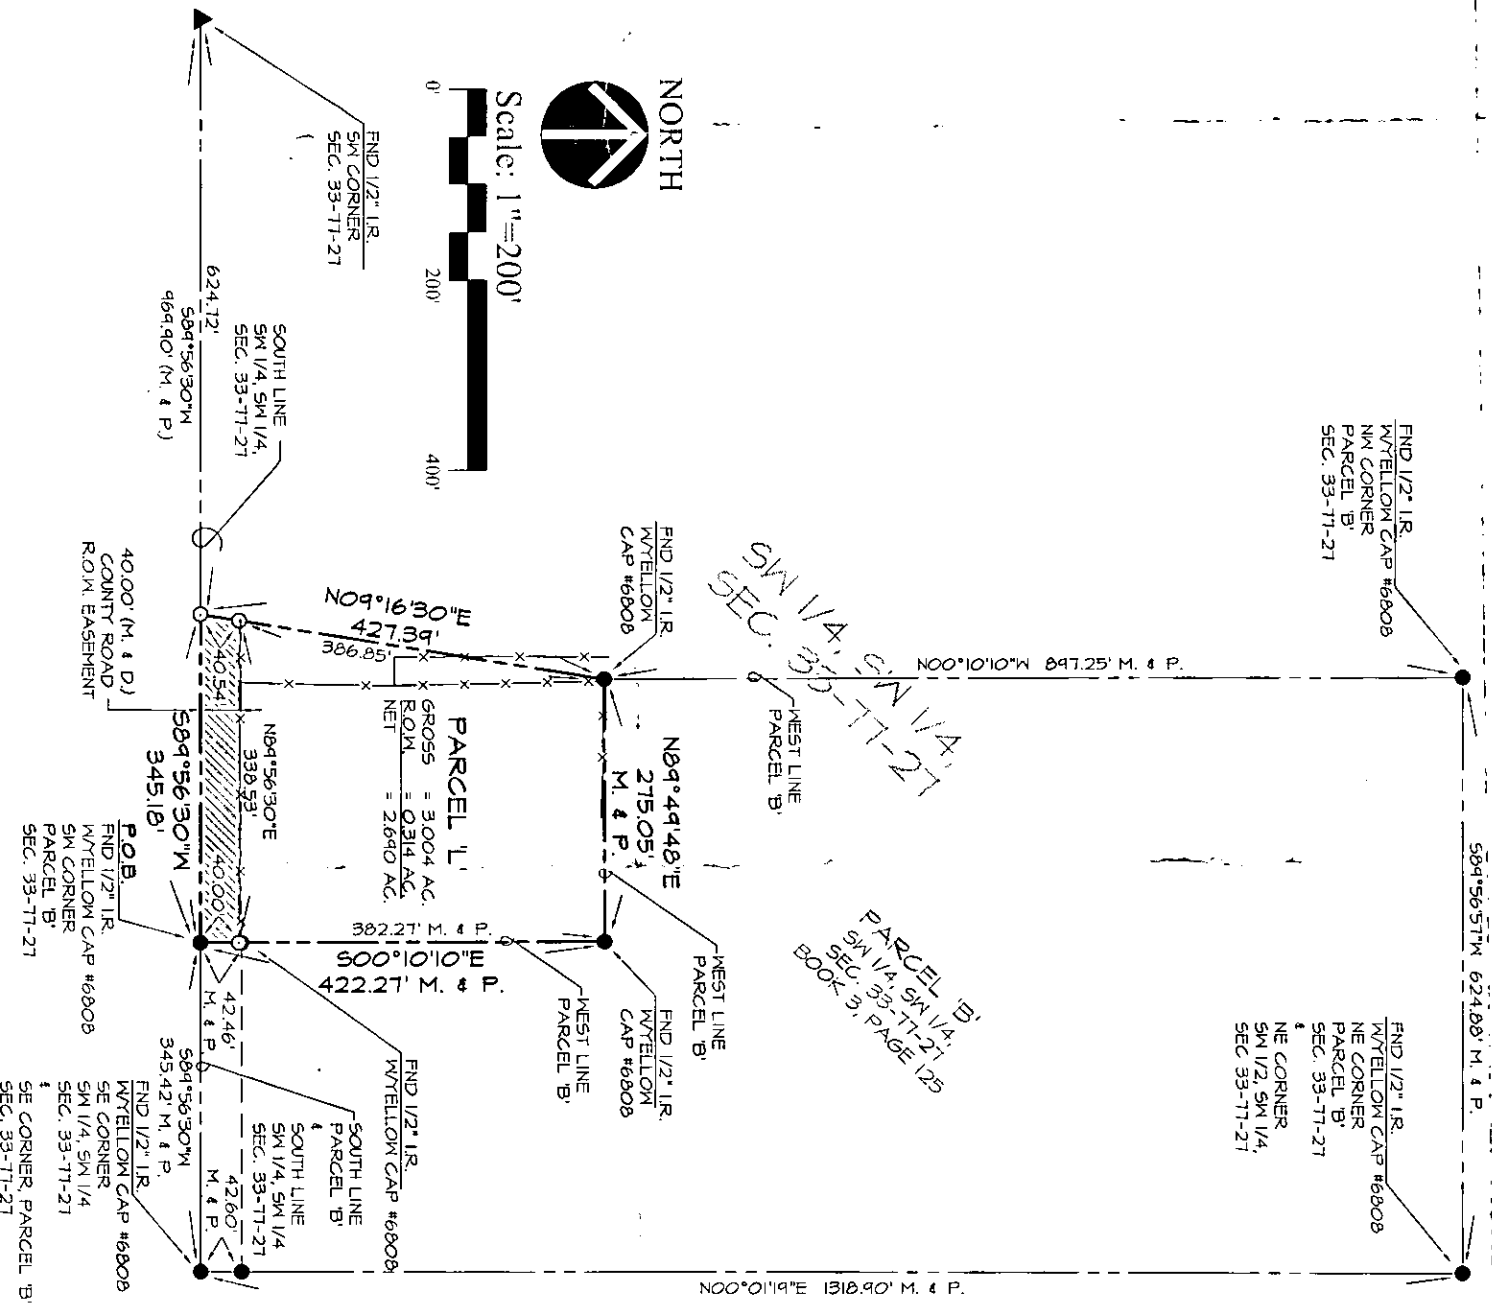 NORTH
Scale: 1"=200'
0'
200'
400'
FND 1/2" I.R.
SW CORNER
SEC. 33-77-27
624.72'
S89°56'30"W
969.90' (M. & P.)
SOUTH LINE
SW 1/4, SW 1/4,
SEC. 33-77-27
40.00' (M. & D.)
COUNTY ROAD
R.O.W. EASEMENT
N09°16'30"E
427.39'
386.85'
40.54'
FND 1/2" I.R.
W/YELLOW
CAP #6808
SW 1/4, SW 1/4,
SEC. 33-77-27
N00°10'10"W 897.25' M. & P.
WEST LINE
PARCEL 'B'
FND 1/2" I.R.
W/YELLOW CAP #6808
NW CORNER
PARCEL 'B'
SEC. 33-77-27
S89°56'57"W 624.88' M. & P.
N89°49'48"E
275.05'
M. & P.
PARCEL 'L'
GROSS = 3.004 AC.
R.O.W. = 0.314 AC.
NET = 2.690 AC.
N89°56'30"E
338.53'
S89°56'30"W
345.18'
40.00'
P.O.B.
FND 1/2" I.R.
W/YELLOW CAP #6808
SW CORNER
PARCEL 'B'
SEC. 33-77-27
382.27' M. & P.
S00°10'10"E
422.27' M. & P.
WEST LINE
PARCEL 'B'
WEST LINE
PARCEL 'B'
FND 1/2" I.R.
W/YELLOW
CAP #6808
PARCEL 'B'
SW 1/4, SW 1/4,
SEC. 33-77-27
BOOK 3, PAGE 125
FND 1/2" I.R.
W/YELLOW CAP #6808
NE CORNER
PARCEL 'B'
SEC. 33-77-27
&
NE CORNER
SW 1/2, SW 1/4,
SEC 33-77-27
FND 1/2" I.R.
W/YELLOW CAP #6808
42.46'
M. & P.
S89°56'30"W
345.42' M. & P.
SOUTH LINE
PARCEL 'B'
&
SOUTH LINE
SW 1/4, SW 1/4
SEC. 33-77-27
42.60'
M. & P.
FND 1/2" I.R.
W/YELLOW CAP #6808
SE CORNER
SW 1/4, SW 1/4
SEC. 33-77-27
&
SE CORNER, PARCEL 'B'
SEC. 33-77-27
N00°01'19"E 1318.90' M. & P.